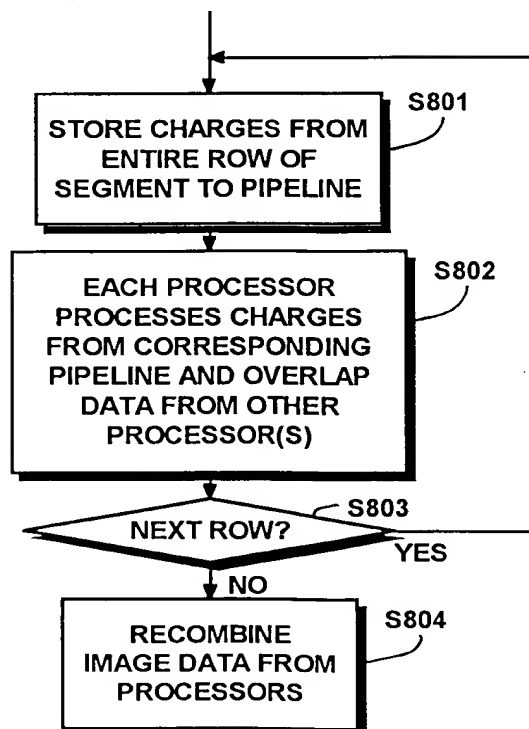 S801
STORE CHARGES FROM
ENTIRE ROW OF
SEGMENT TO PIPELINE
S802
EACH PROCESSOR
PROCESSES CHARGES
FROM CORRESPONDING
PIPELINE AND OVERLAP
DATA FROM OTHER
PROCESSOR(S)
S803
NEXT ROW?
YES
NO
S804
RECOMBINE
IMAGE DATA FROM
PROCESSORS